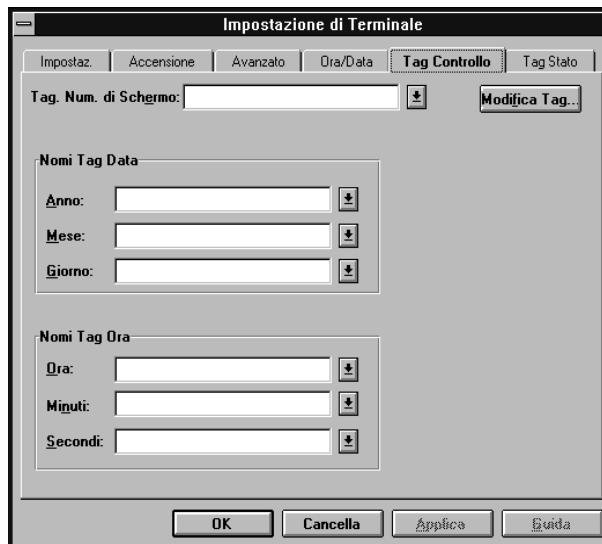 Impostazione di Terminale
Impostaz. Accensione Avanzato Ora/Data Tag Controllo Tag Stato
Tag. Num. di Schermo: Modifica Tag...
Nomi Tag Data
Anno:
Mese:
Giorno:
Nomi Tag Ora
Ora:
Minuti:
Secondi:
OK Cancella Applica Guida